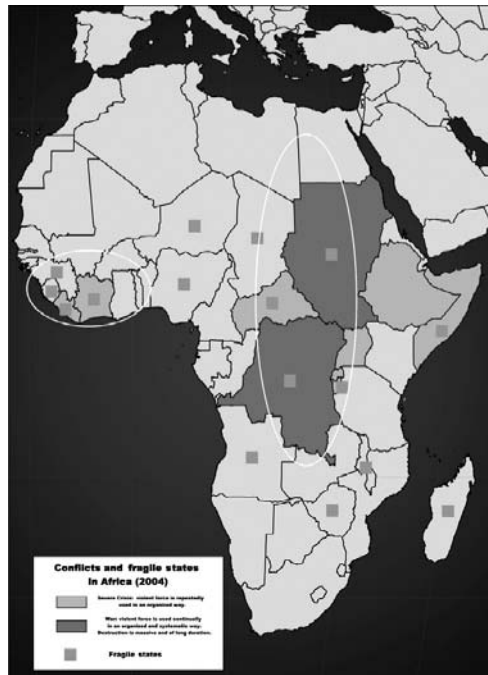 Conflicts and fragile states
in Africa (2004)
Severe Crisis: violent force is repeatedly
used in an organized way.
War: violent force is used continually
in an organized and systematic way.
Destruction is massive and of long duration.
Fragile states